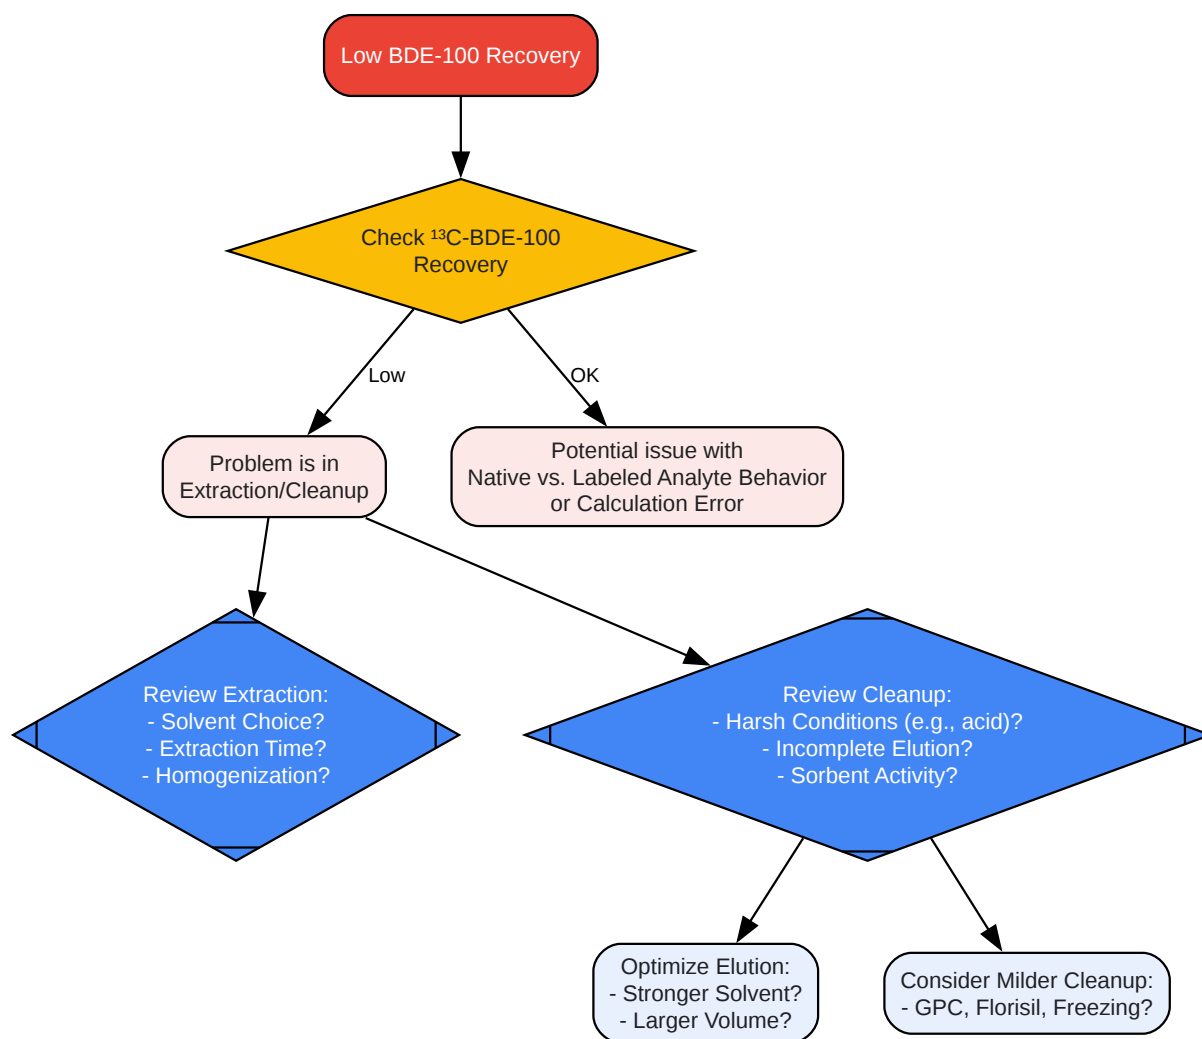 Low BDE-100 Recovery
Check ¹³C-BDE-100
Recovery
Low
OK
Problem is in
Extraction/Cleanup
Potential issue with
Native vs. Labeled Analyte Behavior
or Calculation Error
Review Extraction:
- Solvent Choice?
- Extraction Time?
- Homogenization?
Review Cleanup:
- Harsh Conditions (e.g., acid)?
- Incomplete Elution?
- Sorbent Activity?
Optimize Elution:
- Stronger Solvent?
- Larger Volume?
Consider Milder Cleanup:
- GPC, Florisil, Freezing?